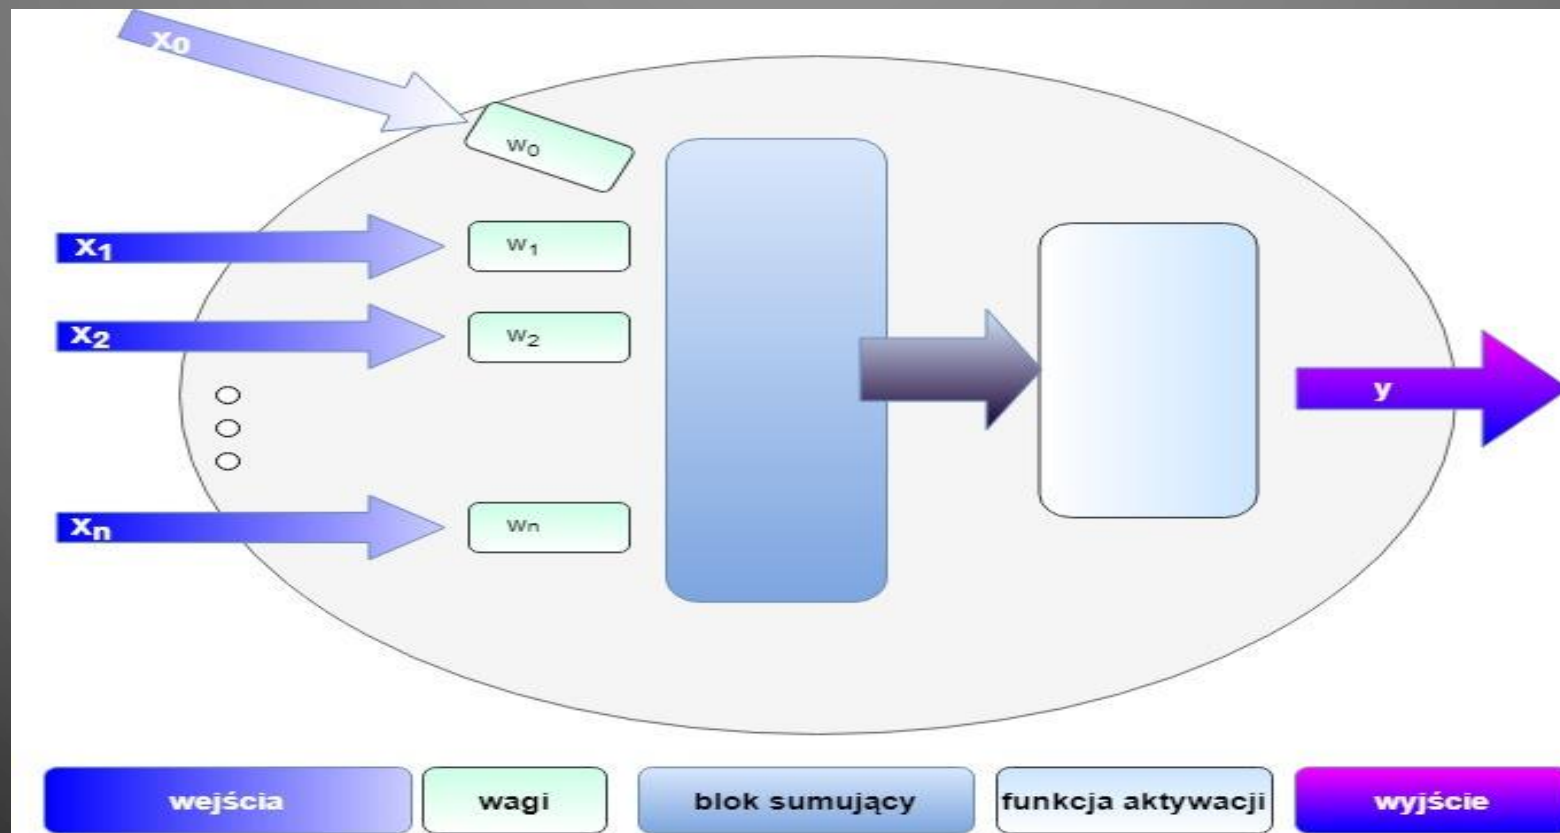 x0
w0
x1 w1
x2 w2
y
xn wn
wejścia wagi blok sumujący funkcja aktywacji wyjście